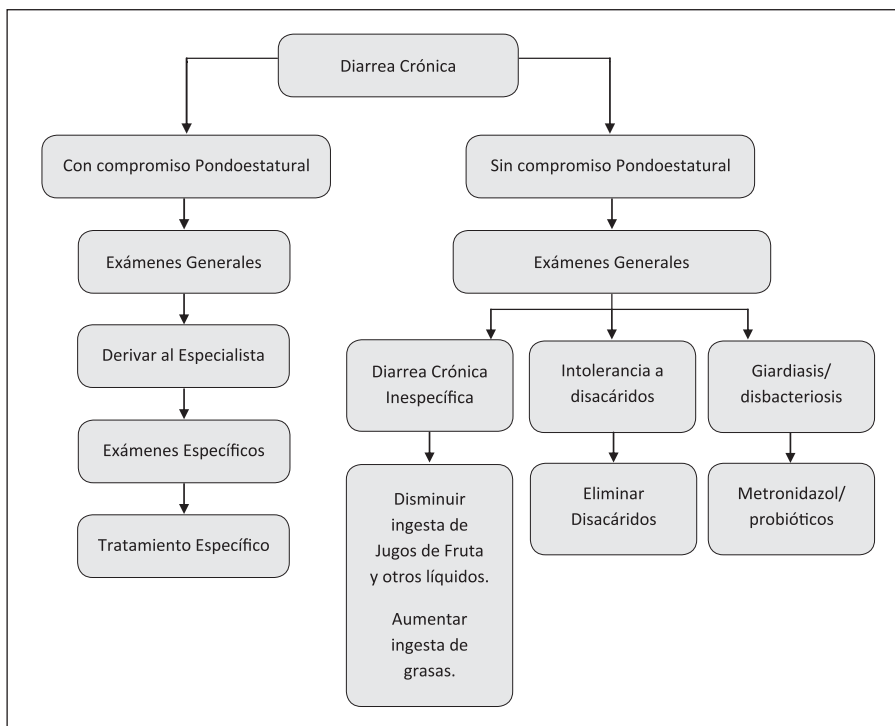 Diarrea Crónica
Con compromiso Pondoestatural
Exámenes Generales
Derivar al Especialista
Exámenes Específicos
Tratamiento Específico
Sin compromiso Pondoestatural
Exámenes Generales
Diarrea Crónica
Inespecífica
Disminuir
ingesta de
Jugos de Fruta
y otros líquidos.
Aumentar
ingesta de
grasas.
Intolerancia a
disacáridos
Eliminar
Disacáridos
Giardiasis/
disbacteriosis
Metronidazol/
probióticos